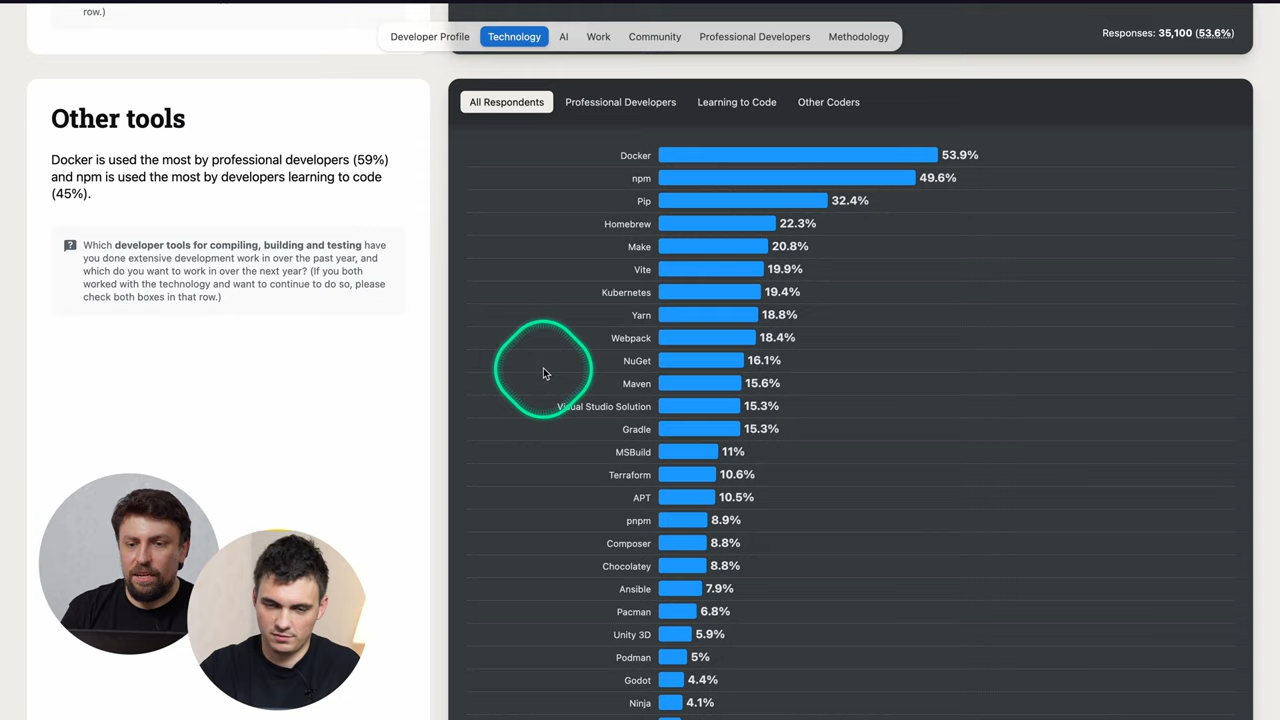 row.)
Developer Profile
Technology
AI
Work
Community
Professional Developers
Methodology
Responses: 35,100 (53.6%)
Other tools
Docker is used the most by professional developers (59%)
and npm is used the most by developers learning to code
(45%).
Which developer tools for compiling, building and testing have
you done extensive development work in over the past year, and
which do you want to work in over the next year? (If you both
worked with the technology and want to continue to do so, please
check both boxes in that row.)
All Respondents
Professional Developers
Learning to Code
Other Coders
Docker 53.9%
npm 49.6%
Pip 32.4%
Homebrew 22.3%
Make 20.8%
Vite 19.9%
Kubernetes 19.4%
Yarn 18.8%
Webpack 18.4%
NuGet 16.1%
Maven 15.6%
Visual Studio Solution 15.3%
Gradle 15.3%
MSBuild 11%
Terraform 10.6%
APT 10.5%
pnpm 8.9%
Composer 8.8%
Chocolatey 8.8%
Ansible 7.9%
Pacman 6.8%
Unity 3D 5.9%
Podman 5%
Godot 4.4%
Ninja 4.1%